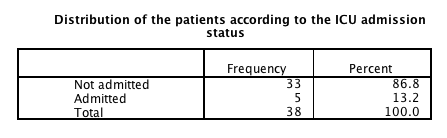 Distribution of the patients according to the ICU admission
status
Frequency Percent
Not admitted 33 86.8
Admitted 5 13.2
Total 38 100.0